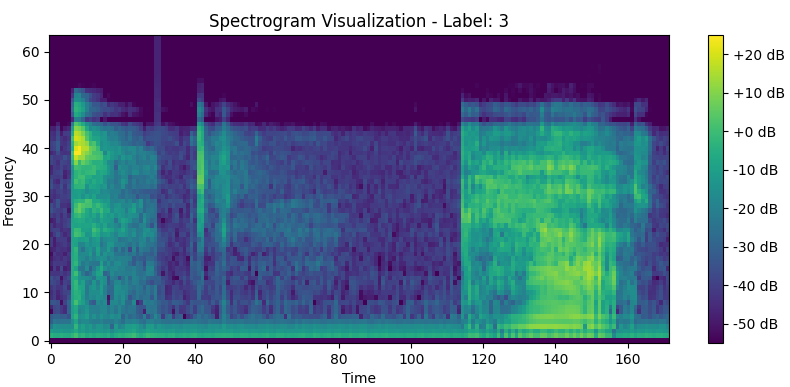 Spectrogram Visualization - Label: 3
Frequency
60
50
40
30
20
10
0
0 20 40 60 80 100 120 140 160
Time
+20 dB
+10 dB
+0 dB
-10 dB
-20 dB
-30 dB
-40 dB
-50 dB